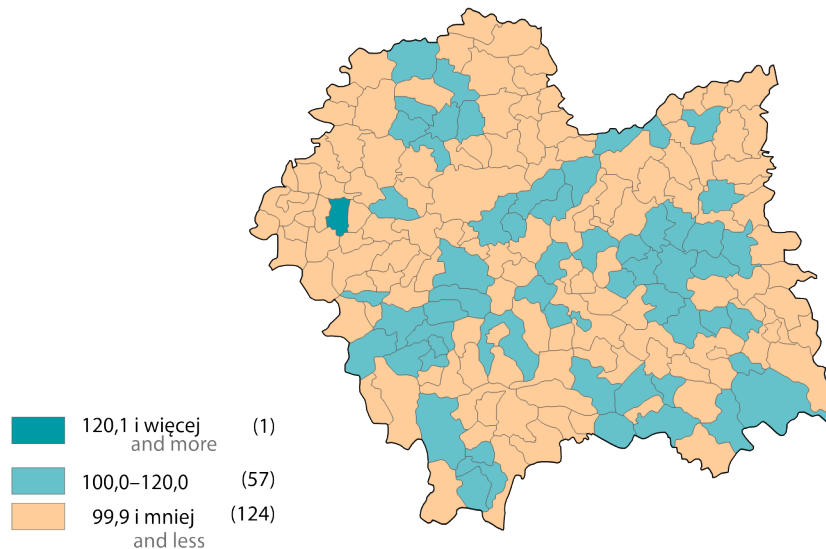 120,1 i więcej (1)
and more
100,0–120,0 (57)
99,9 i mniej (124)
and less